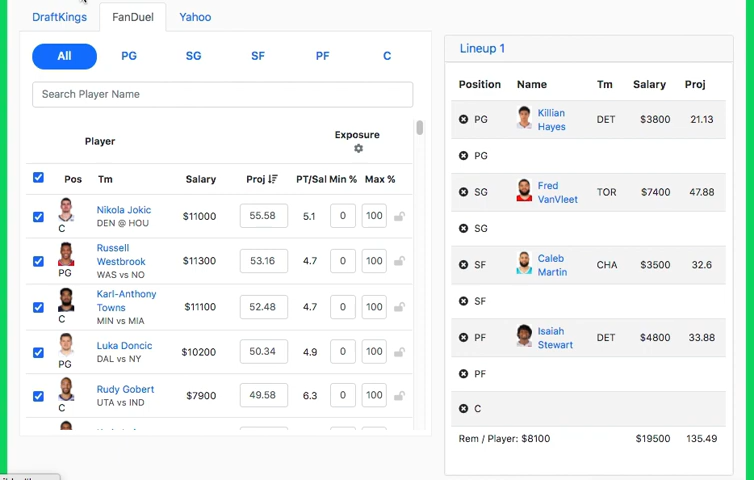 DraftKings FanDuel Yahoo
All PG SG SF PF C
Search Player Name
Player Exposure
Pos Tm Salary Proj PT/Sal Min % Max %
C Nikola Jokic DEN @ HOU $11000 55.58 5.1 0 100
PG Russell Westbrook WAS vs NO $11300 53.16 4.7 0 100
C Karl-Anthony Towns MIN vs MIA $11100 52.48 4.7 0 100
PG Luka Doncic DAL vs NY $10200 50.34 4.9 0 100
C Rudy Gobert UTA vs IND $7900 49.58 6.3 0 100
Lineup 1
Position Name Tm Salary Proj
PG Killian Hayes DET $3800 21.13
PG
SG Fred VanVleet TOR $7400 47.88
SG
SF Caleb Martin CHA $3500 32.6
SF
PF Isaiah Stewart DET $4800 33.88
PF
C
Rem / Player: $8100 $19500 135.49